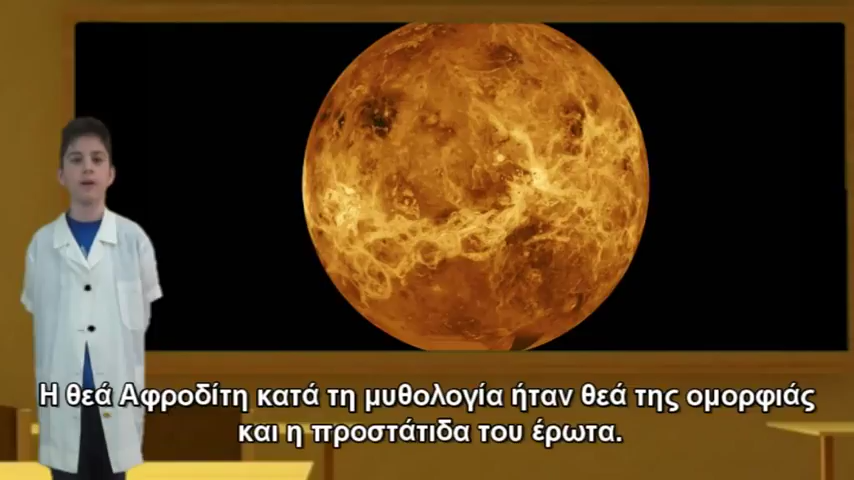 Η θεά Αφροδίτη κατά τη μυθολογία ήταν θεά της ομορφιάς
και η προστάτιδα του έρωτα.